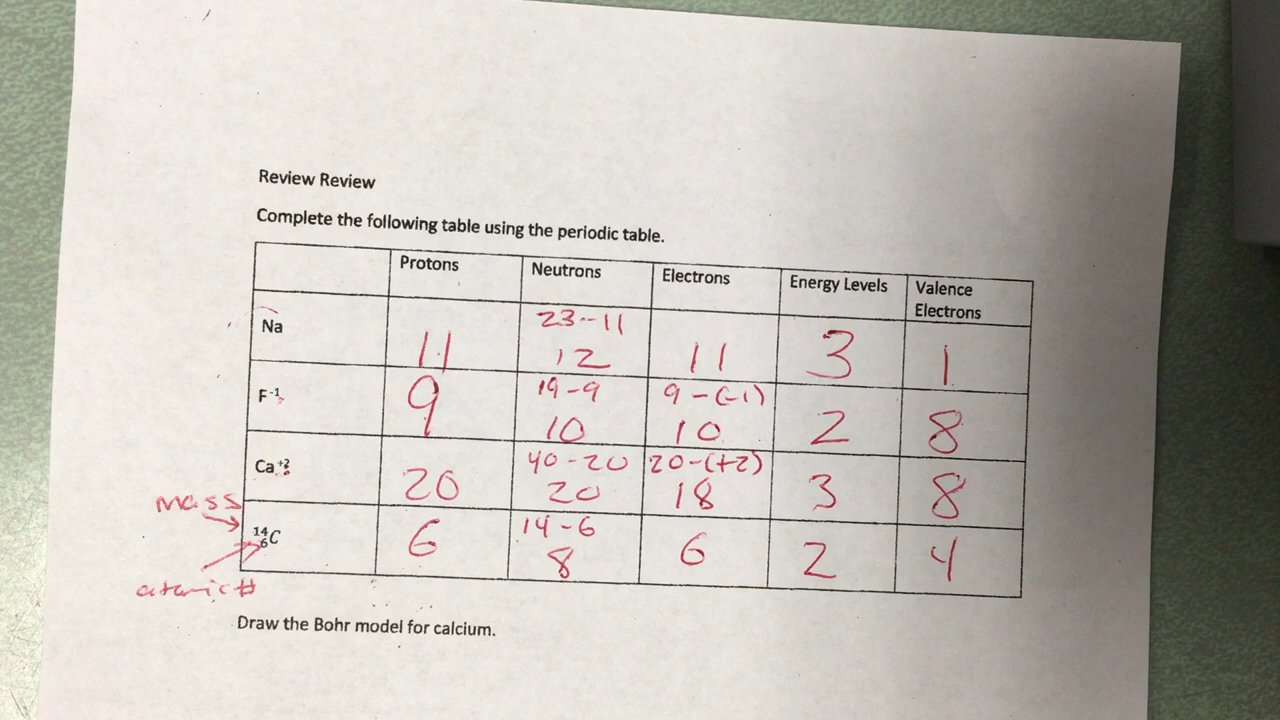 Review Review
Complete the following table using the periodic table.
Protons Neutrons Electrons Energy Levels Valence Electrons
Na 11 23-11 12 11 3 1
F-1 9 19-9 10 9-(-1) 10 2 8
Ca+2 20 40-20 20 20-(+2) 18 3 8
mass
14 6 C 6 14-6 8 6 2 4
atomic #
Draw the Bohr model for calcium.